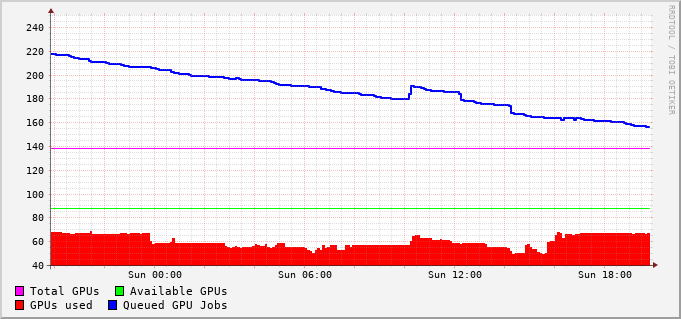 RRDTOOL / TOBI OETIKER
240
220
200
180
160
140
120
100
80
60
40
Sun 00:00 Sun 06:00 Sun 12:00 Sun 18:00
Total GPUs Available GPUs
GPUs used Queued GPU Jobs